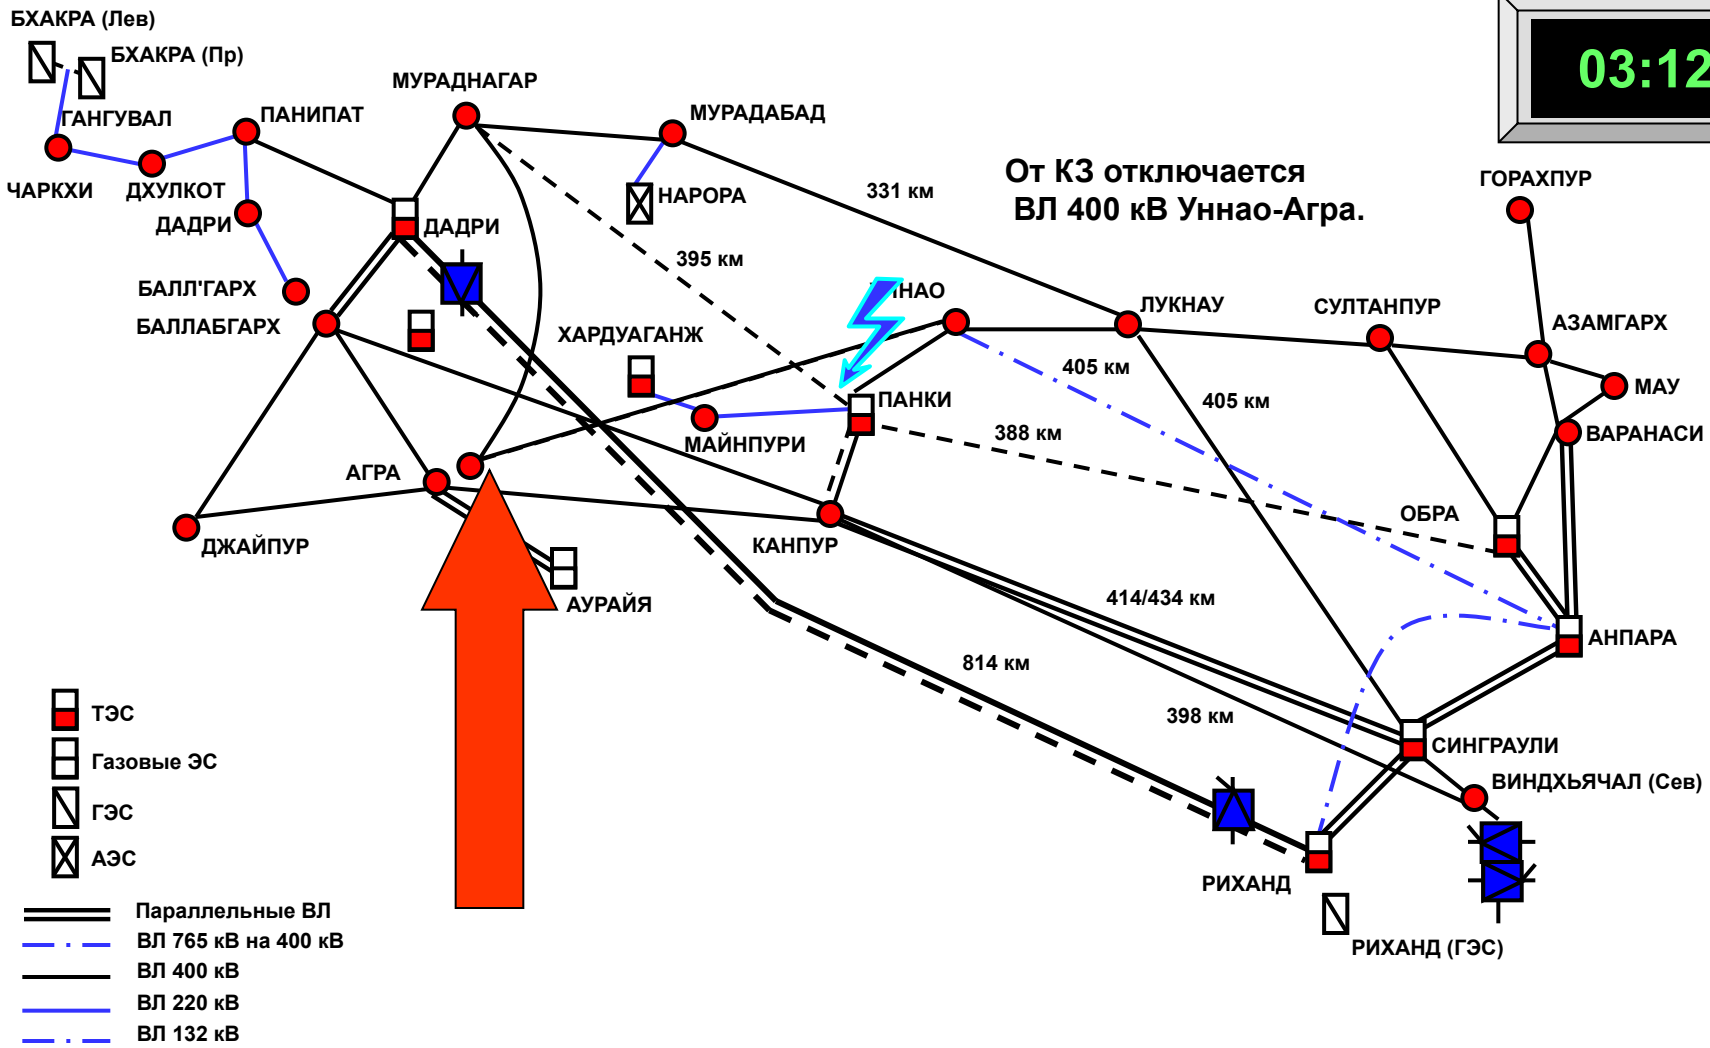 БХАКРА (Лев)
БХАКРА (Пр)
МУРАДНАГАР
03:12
ГАНГУВАЛ
ПАНИПАТ
МУРАДАБАД
От КЗ отключается
ВЛ 400 кВ Уннао-Агра.
ЧАРКХИ
ДХУЛКОТ
331 км
ГОРАХПУР
НАРОРА
ДАДРИ
ДАДРИ
395 км
БАЛЛ'ГАРХ
БАЛЛАБГАРХ
ЛУКНАУ
СУЛТАНПУР
АЗАМГАРХ
ХАРДУАГАНЖ
405 км
МАУ
ПАНКИ
405 км
388 км
ВАРАНАСИ
МАЙНПУРИ
АГРА
ОБРА
ДЖАЙПУР
КАНПУР
АУРАЙЯ
414/434 км
АНПАРА
814 км
398 км
СИНГРАУЛИ
ВИНДХЬЯЧАЛ (Сев)
РИХАНД
РИХАНД (ГЭС)
ТЭС
Газовые ЭС
ГЭС
АЭС
Параллельные ВЛ
ВЛ 765 кВ на 400 кВ
ВЛ 400 кВ
ВЛ 220 кВ
ВЛ 132 кВ